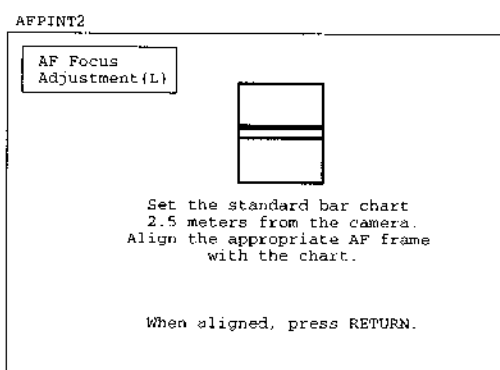 AFPINT2
AF Focus
Adjustment{L}
Set the standard bar chart
2.5 meters from the camera.
Align the appropriate AF frame
with the chart.
When aligned, press RETURN.